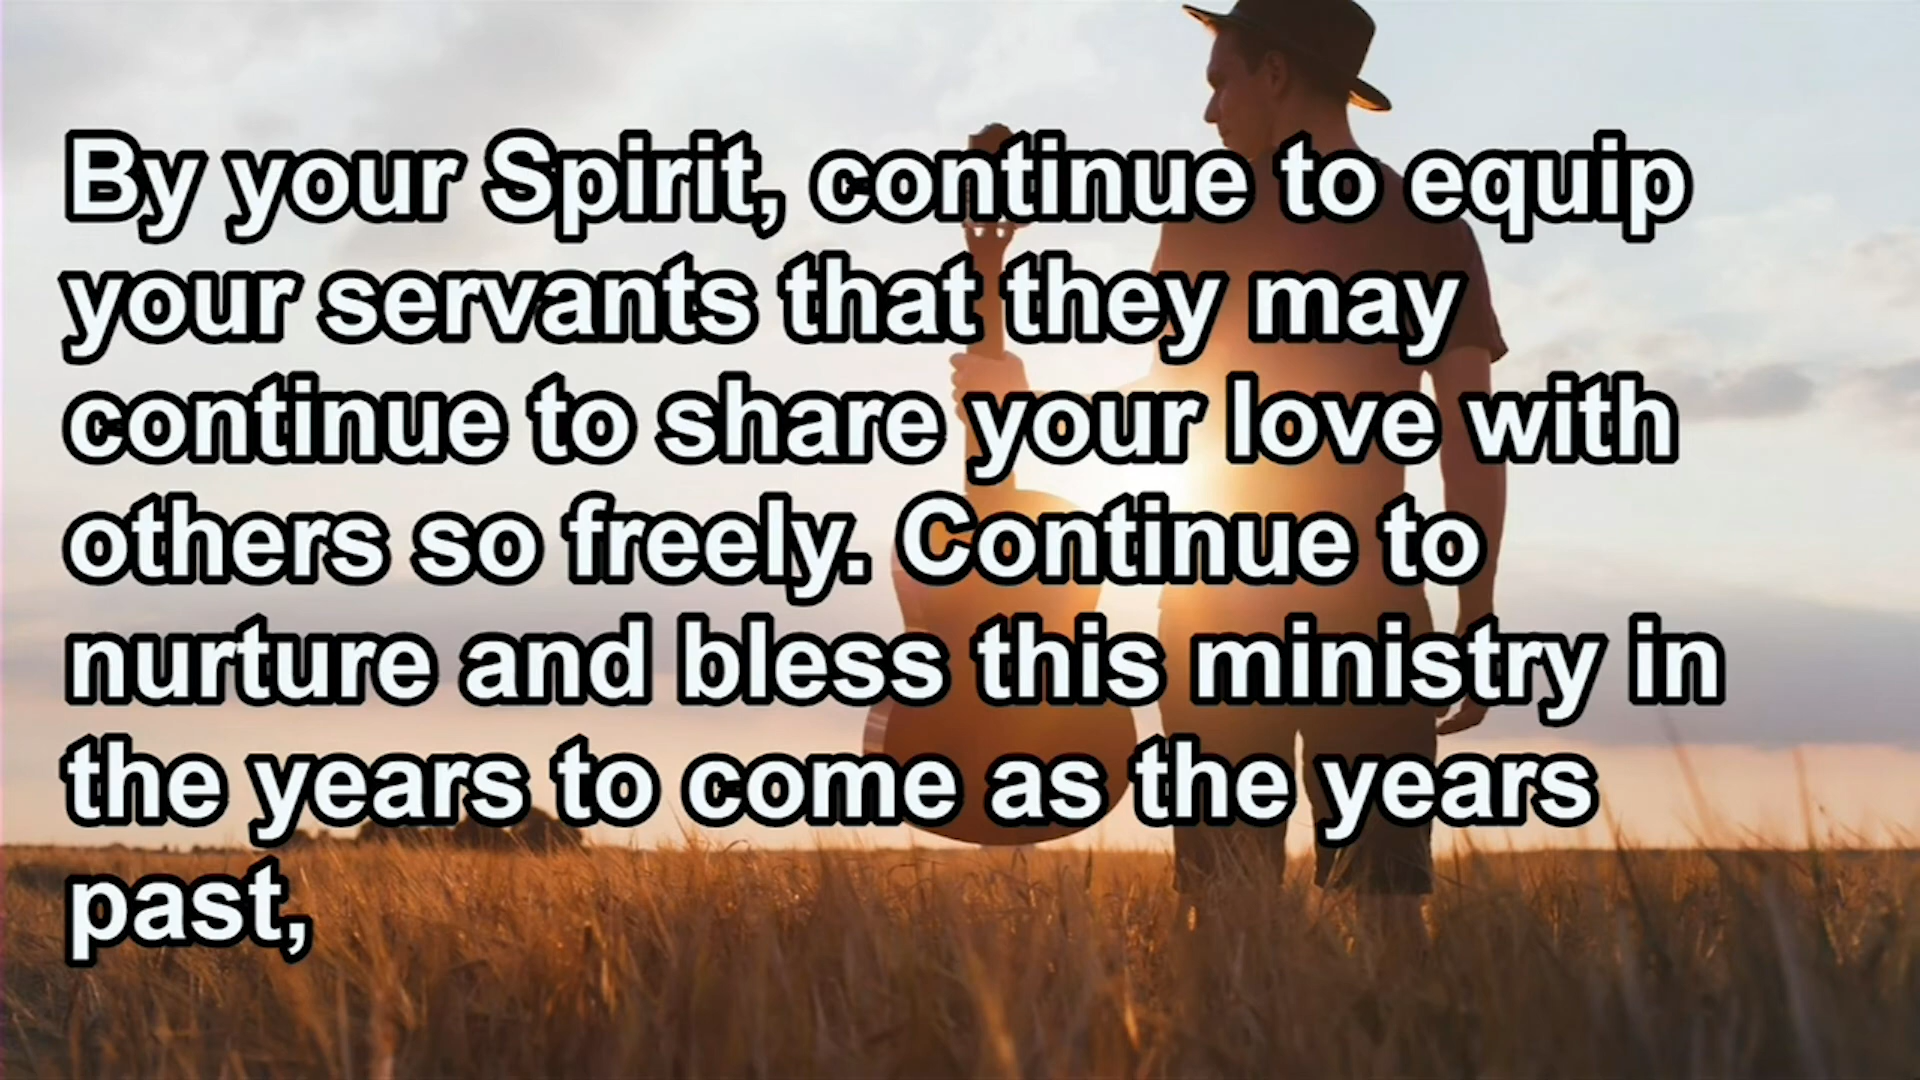 By your Spirit, continue to equip
your servants that they may
continue to share your love with
others so freely. Continue to
nurture and bless this ministry in
the years to come as the years
past,